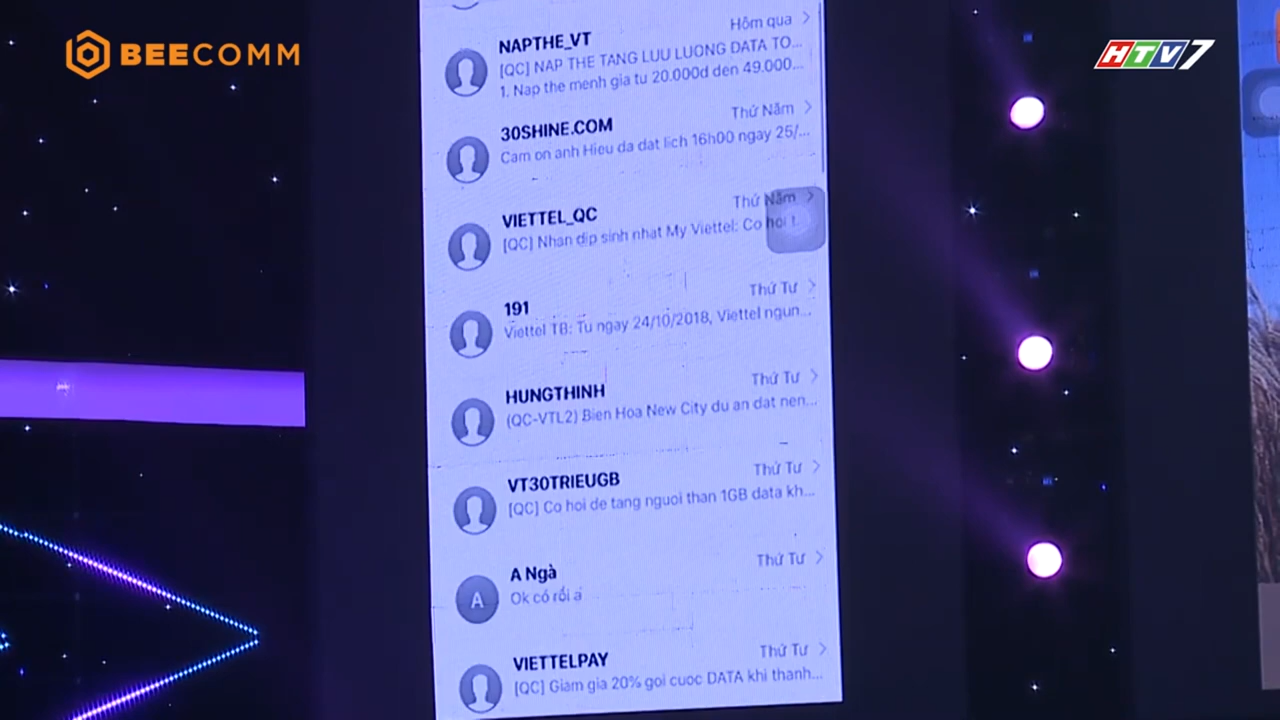 BEECOMM
HTV7
NAPTHE_VT
Hôm qua
[QC] NAP THE TANG LUU LUONG DATA TO...
1. Nap the menh gia tu 20.000d den 49.000...
30SHINE.COM
Thứ Năm
Cam on anh Hieu da dat lich 16h00 ngay 25/...
VIETTEL_QC
Thứ Năm
[QC] Nhan dip sinh nhat My Viettel: Co hoi t...
191
Thứ Tư
Viettel TB: Tu ngay 24/10/2018, Viettel ngun...
HUNGTHINH
Thứ Tư
(QC-VTL2) Bien Hoa New City du an dat nen...
VT30TRIEUGB
Thứ Tư
[QC] Co hoi de tang nguoi than 1GB data kh...
A
A Ngà
Thứ Tư
Ok có rồi a
VIETTELPAY
Thứ Tư
[QC] Giam gia 20% goi cuoc DATA khi thanh...